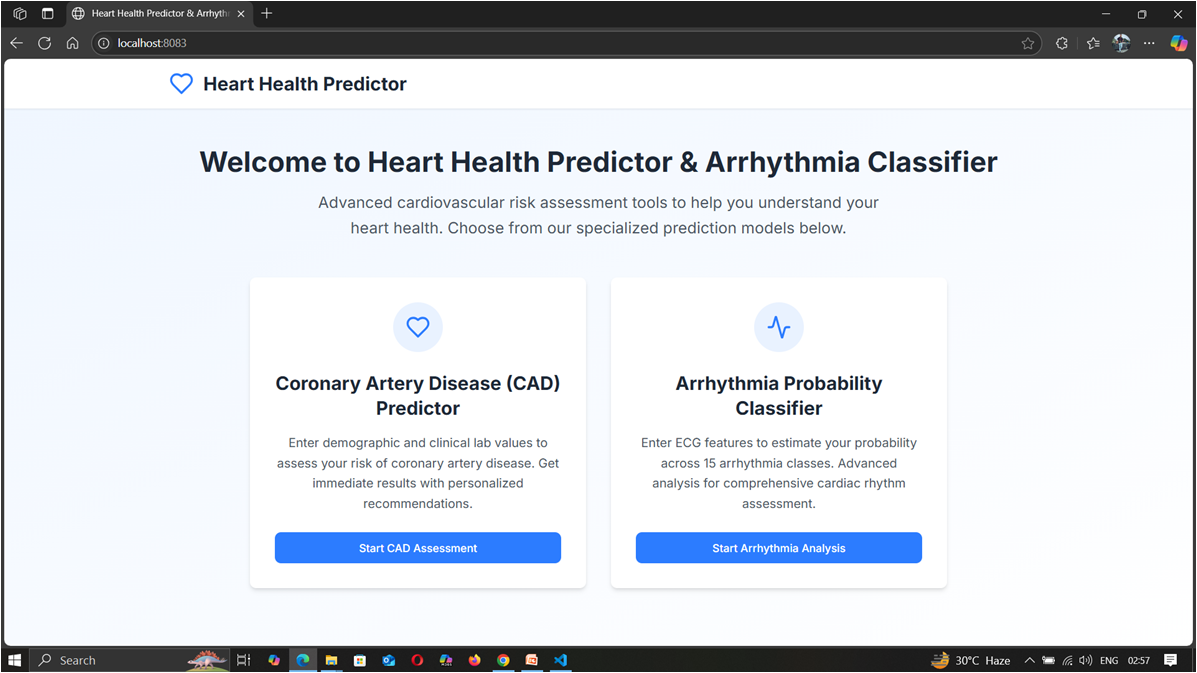 Heart Health Predictor & Arrhythm
localhost:8083
Heart Health Predictor
Welcome to Heart Health Predictor & Arrhythmia Classifier
Advanced cardiovascular risk assessment tools to help you understand your
heart health. Choose from our specialized prediction models below.
Coronary Artery Disease (CAD)
Predictor
Enter demographic and clinical lab values to
assess your risk of coronary artery disease. Get
immediate results with personalized
recommendations.
Start CAD Assessment
Arrhythmia Probability
Classifier
Enter ECG features to estimate your probability
across 15 arrhythmia classes. Advanced
analysis for comprehensive cardiac rhythm
assessment.
Start Arrhythmia Analysis
Search
30°C Haze
ENG
02:57